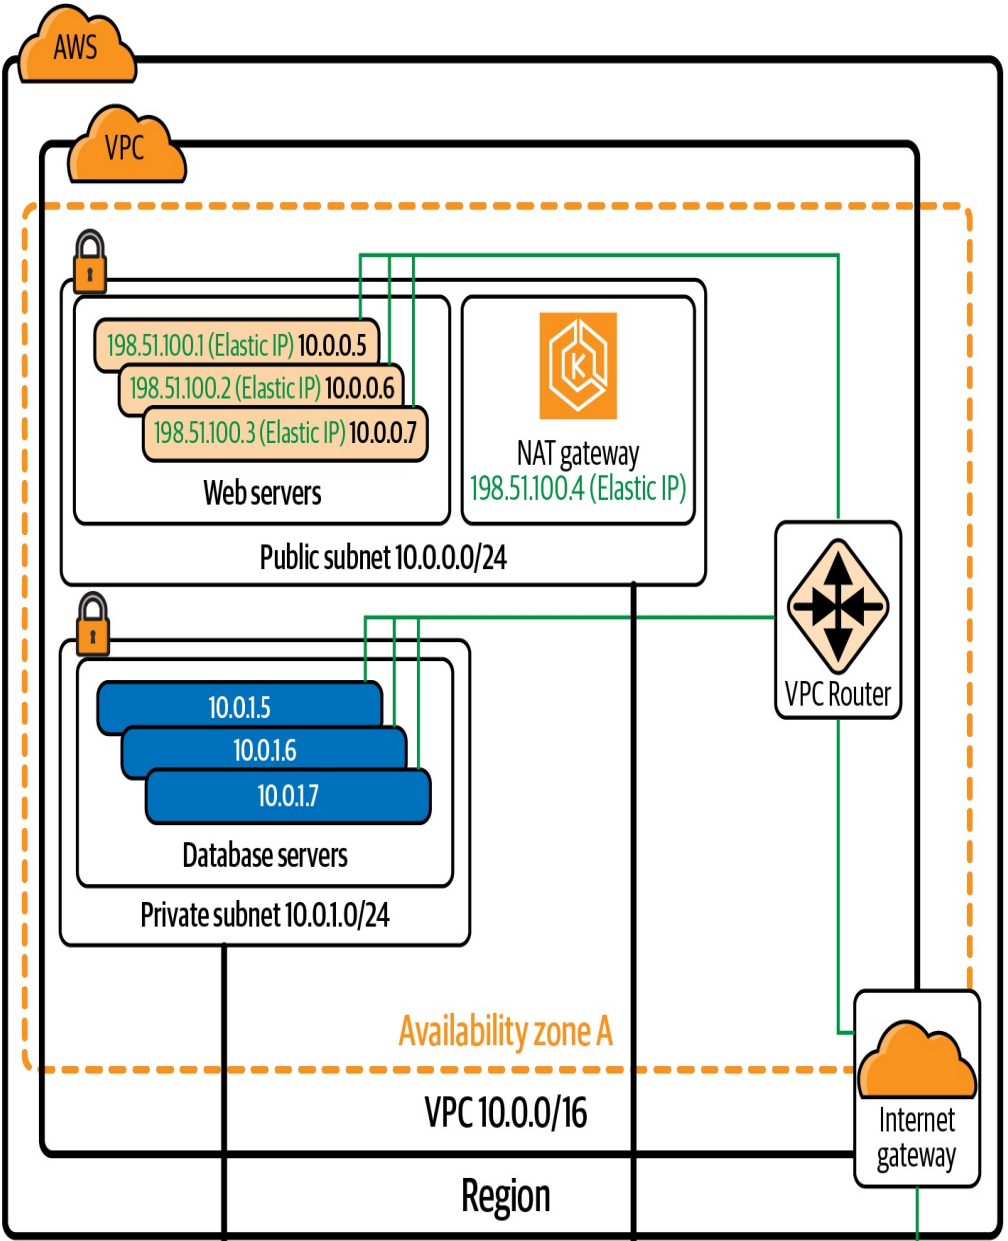 AWS
VPC
198.51.100.1 (Elastic IP) 10.0.0.5
198.51.100.2 (Elastic IP) 10.0.0.6
198.51.100.3 (Elastic IP) 10.0.0.7
Web servers
K
NAT gateway
198.51.100.4 (Elastic IP)
Public subnet 10.0.0.0/24
VPC Router
10.0.1.5
10.0.1.6
10.0.1.7
Database servers
Private subnet 10.0.1.0/24
Availability zone A
VPC 10.0.0/16
Internet
gateway
Region